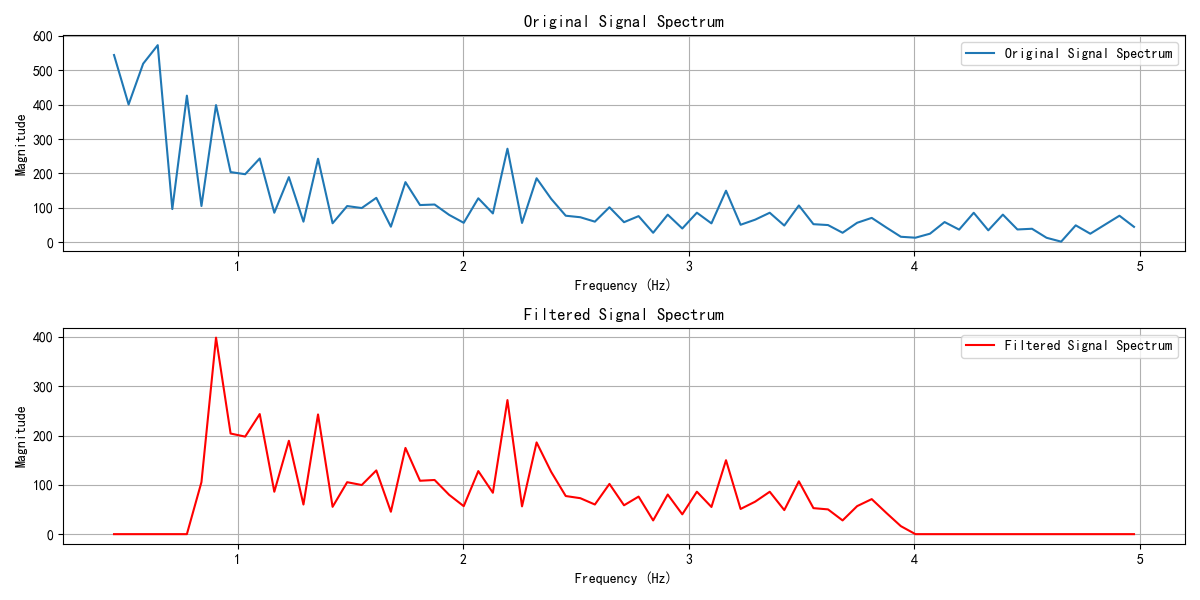 Original Signal Spectrum
600
500
400
300
200
100
0
Magnitude
Original Signal Spectrum
1 2 3 4 5
Frequency (Hz)
Filtered Signal Spectrum
400
300
200
100
0
Magnitude
Filtered Signal Spectrum
1 2 3 4 5
Frequency (Hz)